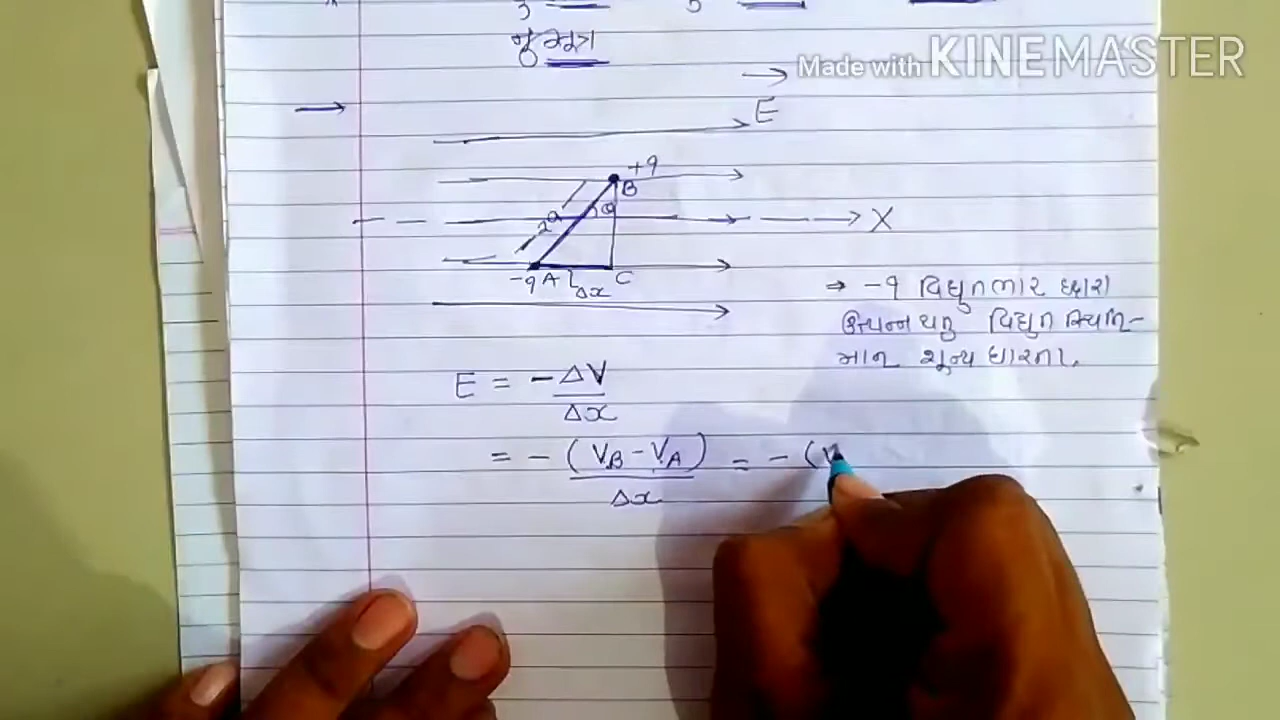 Made with KINEMASTER
નું સૂત્ર
E
+q
B
θ
2a
X
-q A Δx C
⇒ -q વિદ્યુતભાર દ્વારા
ઉત્પન્ન થતુ વિદ્યુત સ્થિતિ-
માન શૂન્ય ધારતા.
E = -ΔV/Δx
= - (V_B - V_A)/Δx = - (V